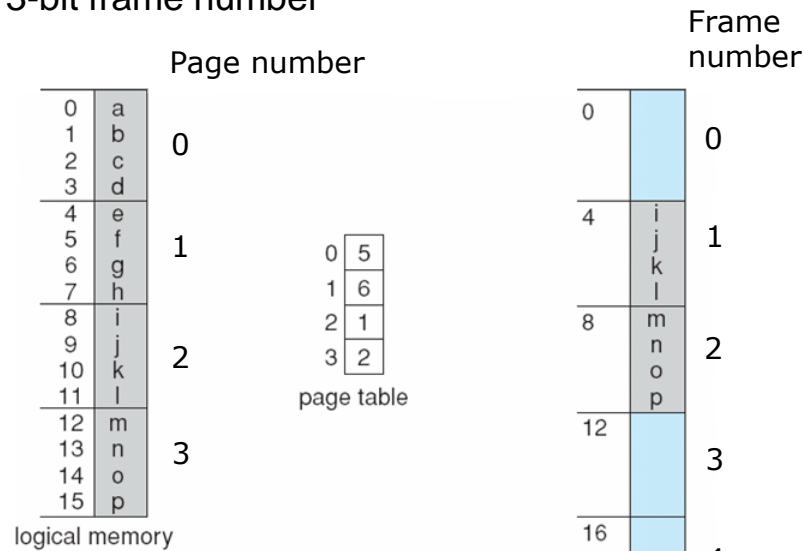 3-bit frame number
Page number
0 a
1 b
2 c
3 d
0
4 e
5 f
6 g
7 h
1
8 i
9 j
10 k
11 l
2
12 m
13 n
14 o
15 p
3
logical memory
0 5
1 6
2 1
3 2
page table
Frame
number
0
0
4 i
j
k
l
1
8 m
n
o
p
2
12
3
16